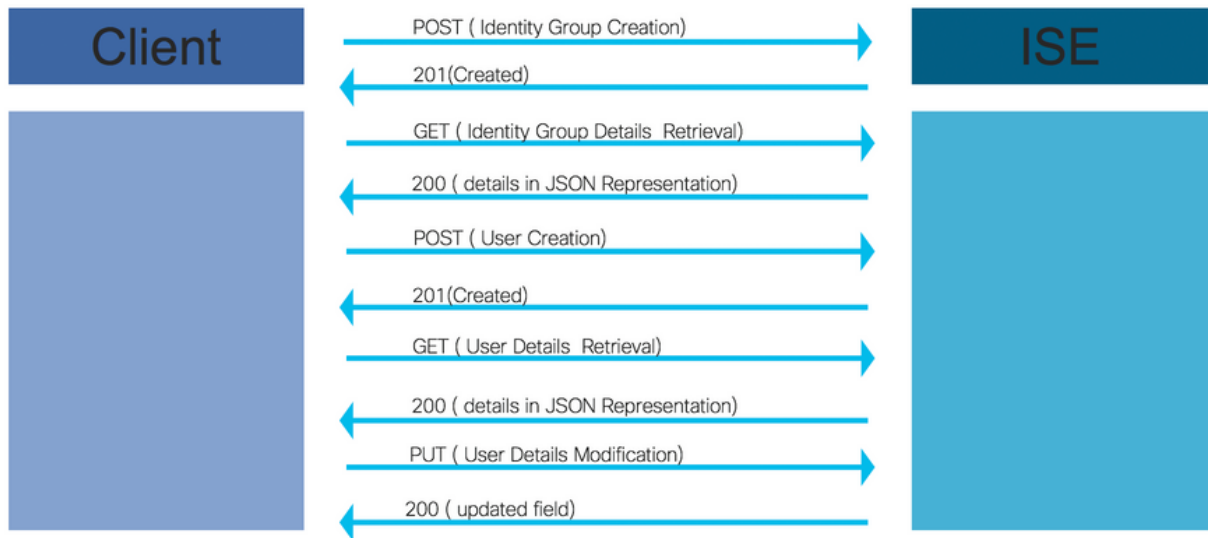 Client
ISE
POST ( Identity Group Creation)
201(Created)
GET ( Identity Group Details  Retrieval)
200 ( details in JSON Representation)
POST ( User Creation)
201(Created)
GET ( User Details  Retrieval)
200 ( details in JSON Representation)
PUT ( User Details Modification)
200 ( updated field)